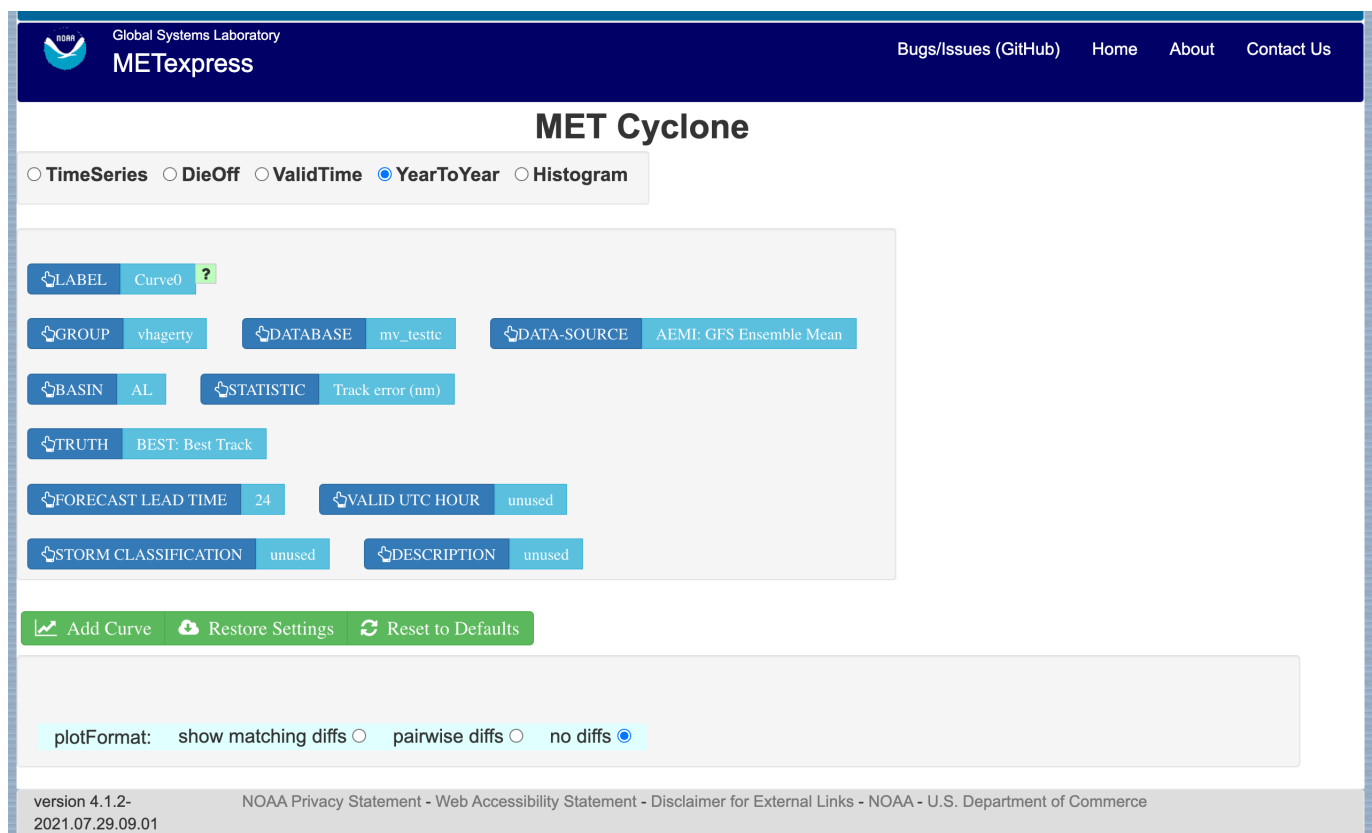 NOAA
Global Systems Laboratory
METexpress
Bugs/Issues (GitHub) Home About Contact Us
MET Cyclone
TimeSeries DieOff ValidTime YearToYear Histogram
LABEL Curve0 ?
GROUP vhagerty DATABASE mv_testtc DATA-SOURCE AEMI: GFS Ensemble Mean
BASIN AL STATISTIC Track error (nm)
TRUTH BEST: Best Track
FORECAST LEAD TIME 24 VALID UTC HOUR unused
STORM CLASSIFICATION unused DESCRIPTION unused
Add Curve Restore Settings Reset to Defaults
plotFormat: show matching diffs pairwise diffs no diffs
version 4.1.2- NOAA Privacy Statement - Web Accessibility Statement - Disclaimer for External Links - NOAA - U.S. Department of Commerce
2021.07.29.09.01